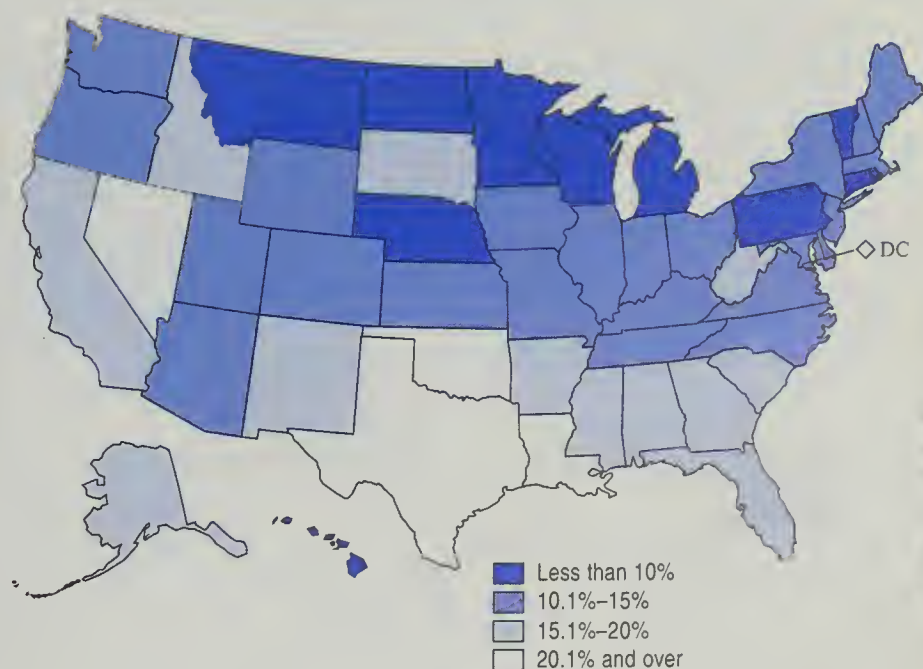 DC
Less than 10%
10.1%–15%
15.1%–20%
20.1% and over